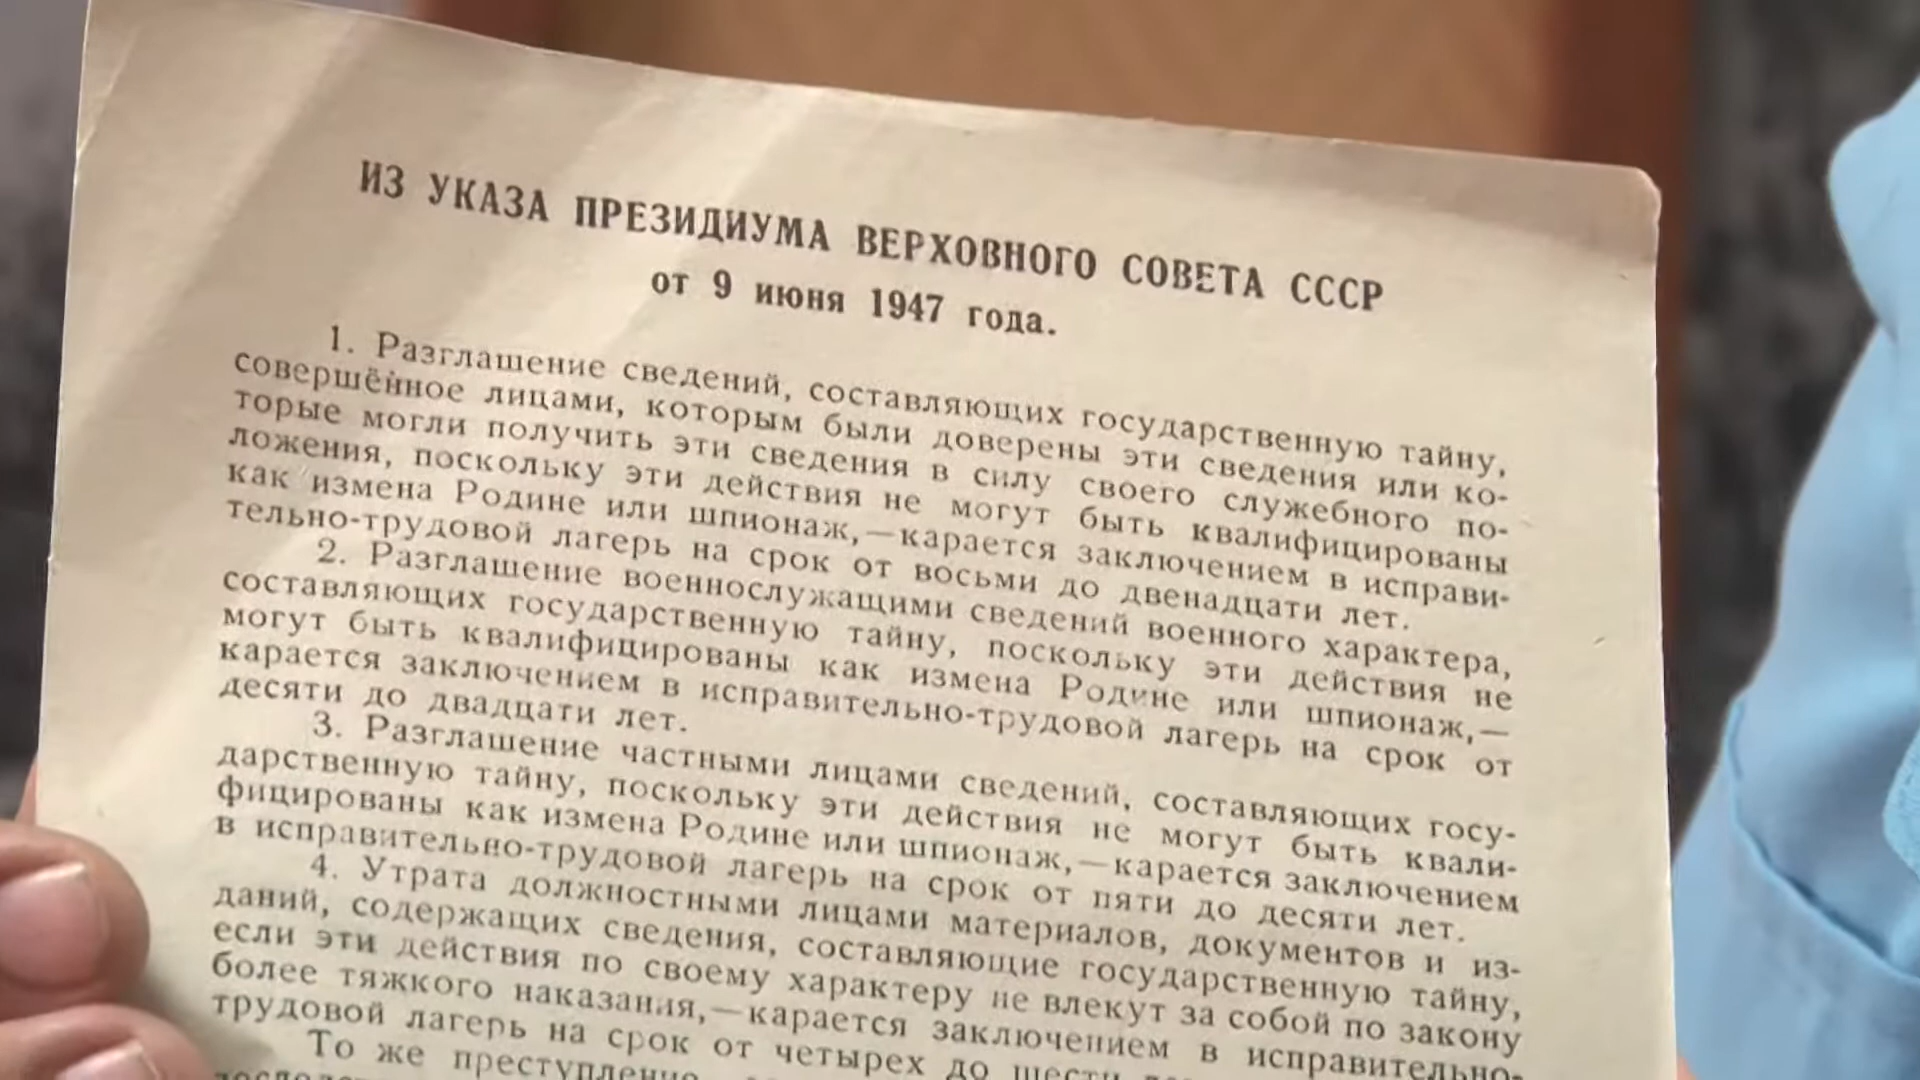 ИЗ УКАЗА ПРЕЗИДИУМА ВЕРХОВНОГО СОВЕТА СССР
от 9 июня 1947 года.
1. Разглашение сведений, составляющих государственную тайну,
совершённое лицами, которым были доверены эти сведения или ко-
торые могли получить эти сведения в силу своего служебного по-
ложения, поскольку эти действия не могут быть квалифицированы
как измена Родине или шпионаж,—карается заключением в исправи-
тельно-трудовой лагерь на срок от восьми до двенадцати лет.
2. Разглашение военнослужащими сведений военного характера,
составляющих государственную тайну, поскольку эти действия не
могут быть квалифицированы как измена Родине или шпионаж,—
карается заключением в исправительно-трудовой лагерь на срок от
десяти до двадцати лет.
3. Разглашение частными лицами сведений, составляющих госу-
дарственную тайну, поскольку эти действия не могут быть квали-
фицированы как измена Родине или шпионаж,—карается заключением
в исправительно-трудовой лагерь на срок от пяти до десяти лет.
4. Утрата должностными лицами материалов, документов и из-
даний, содержащих сведения, составляющие государственную тайну,
если эти действия по своему характеру не влекут за собой по закону
более тяжкого наказания,—карается заключением в исправительно-
трудовой лагерь на срок от четырех до шести
То же преступление